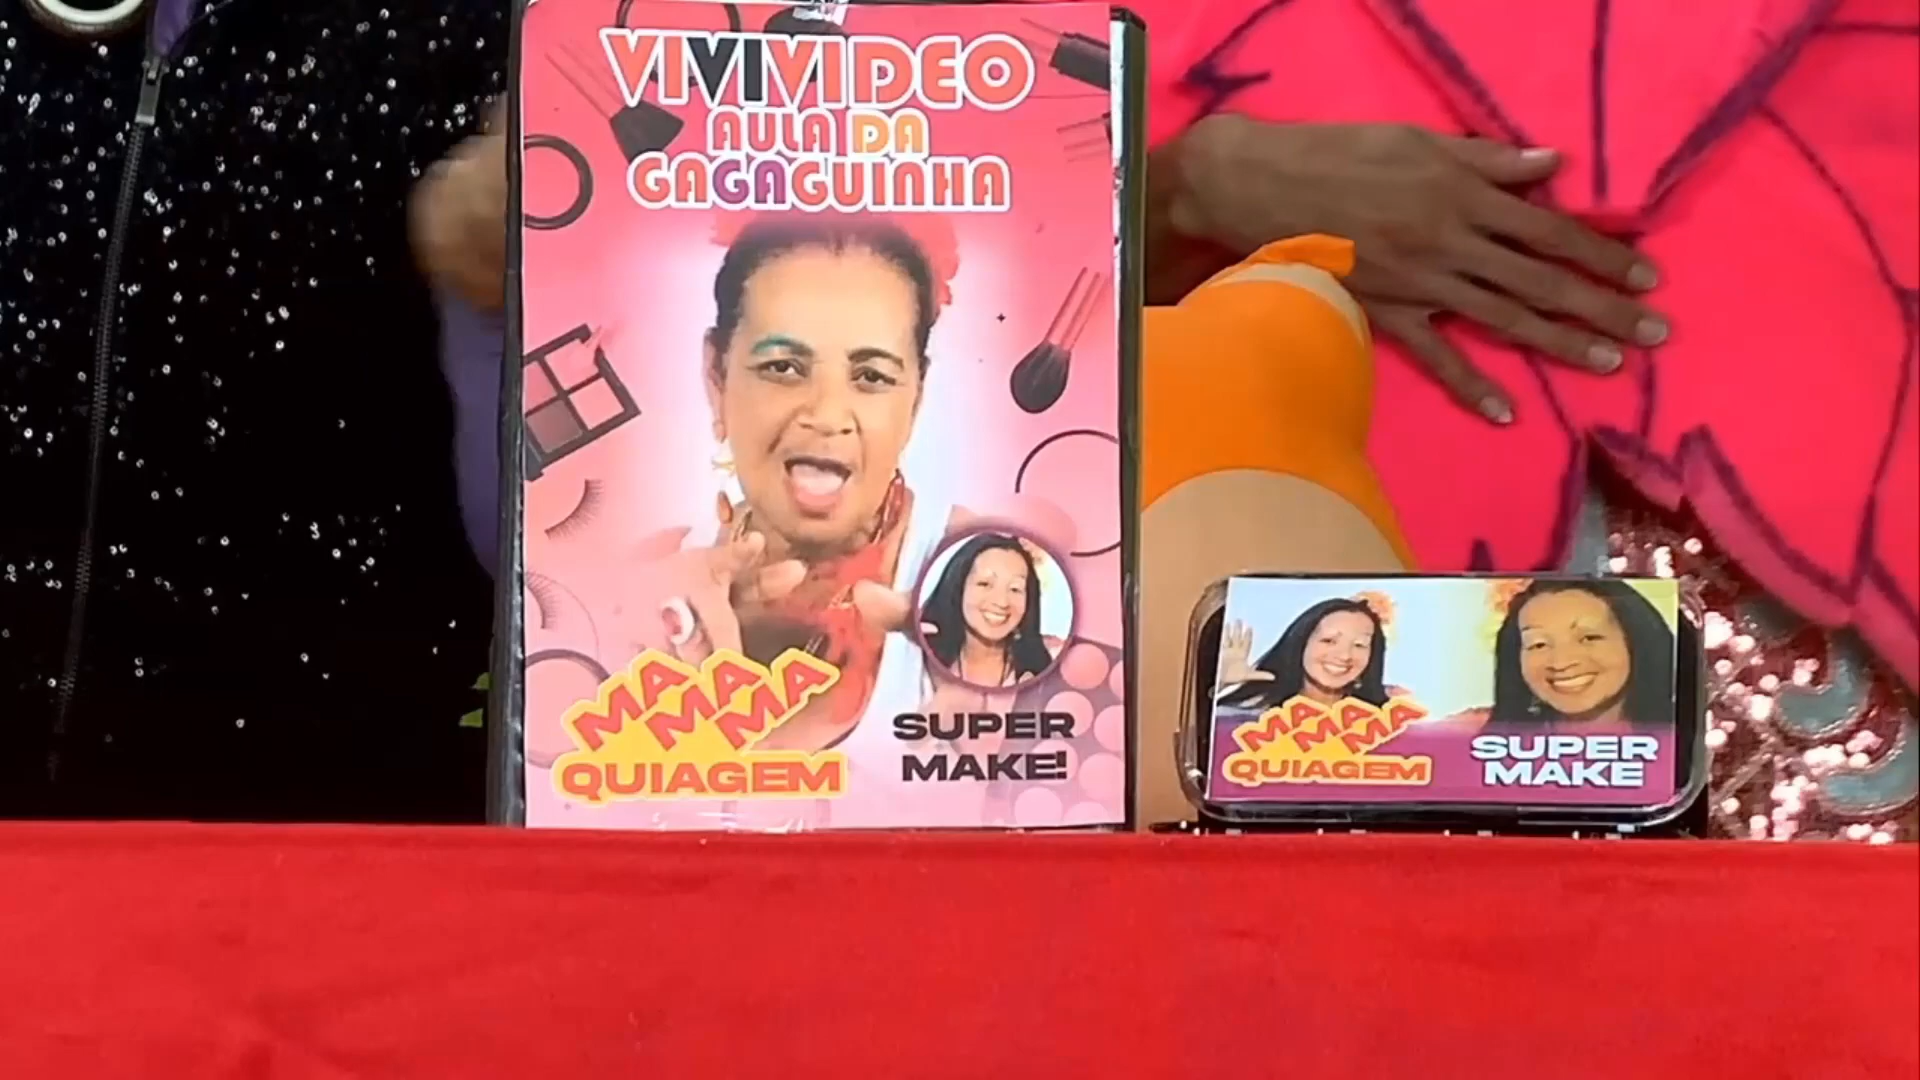 VIVIVIDEO
AULA DA
GAGAGUINHA
MA MA MA
QUIAGEM
SUPER
MAKE!
MA MA MA
QUIAGEM
SUPER
MAKE